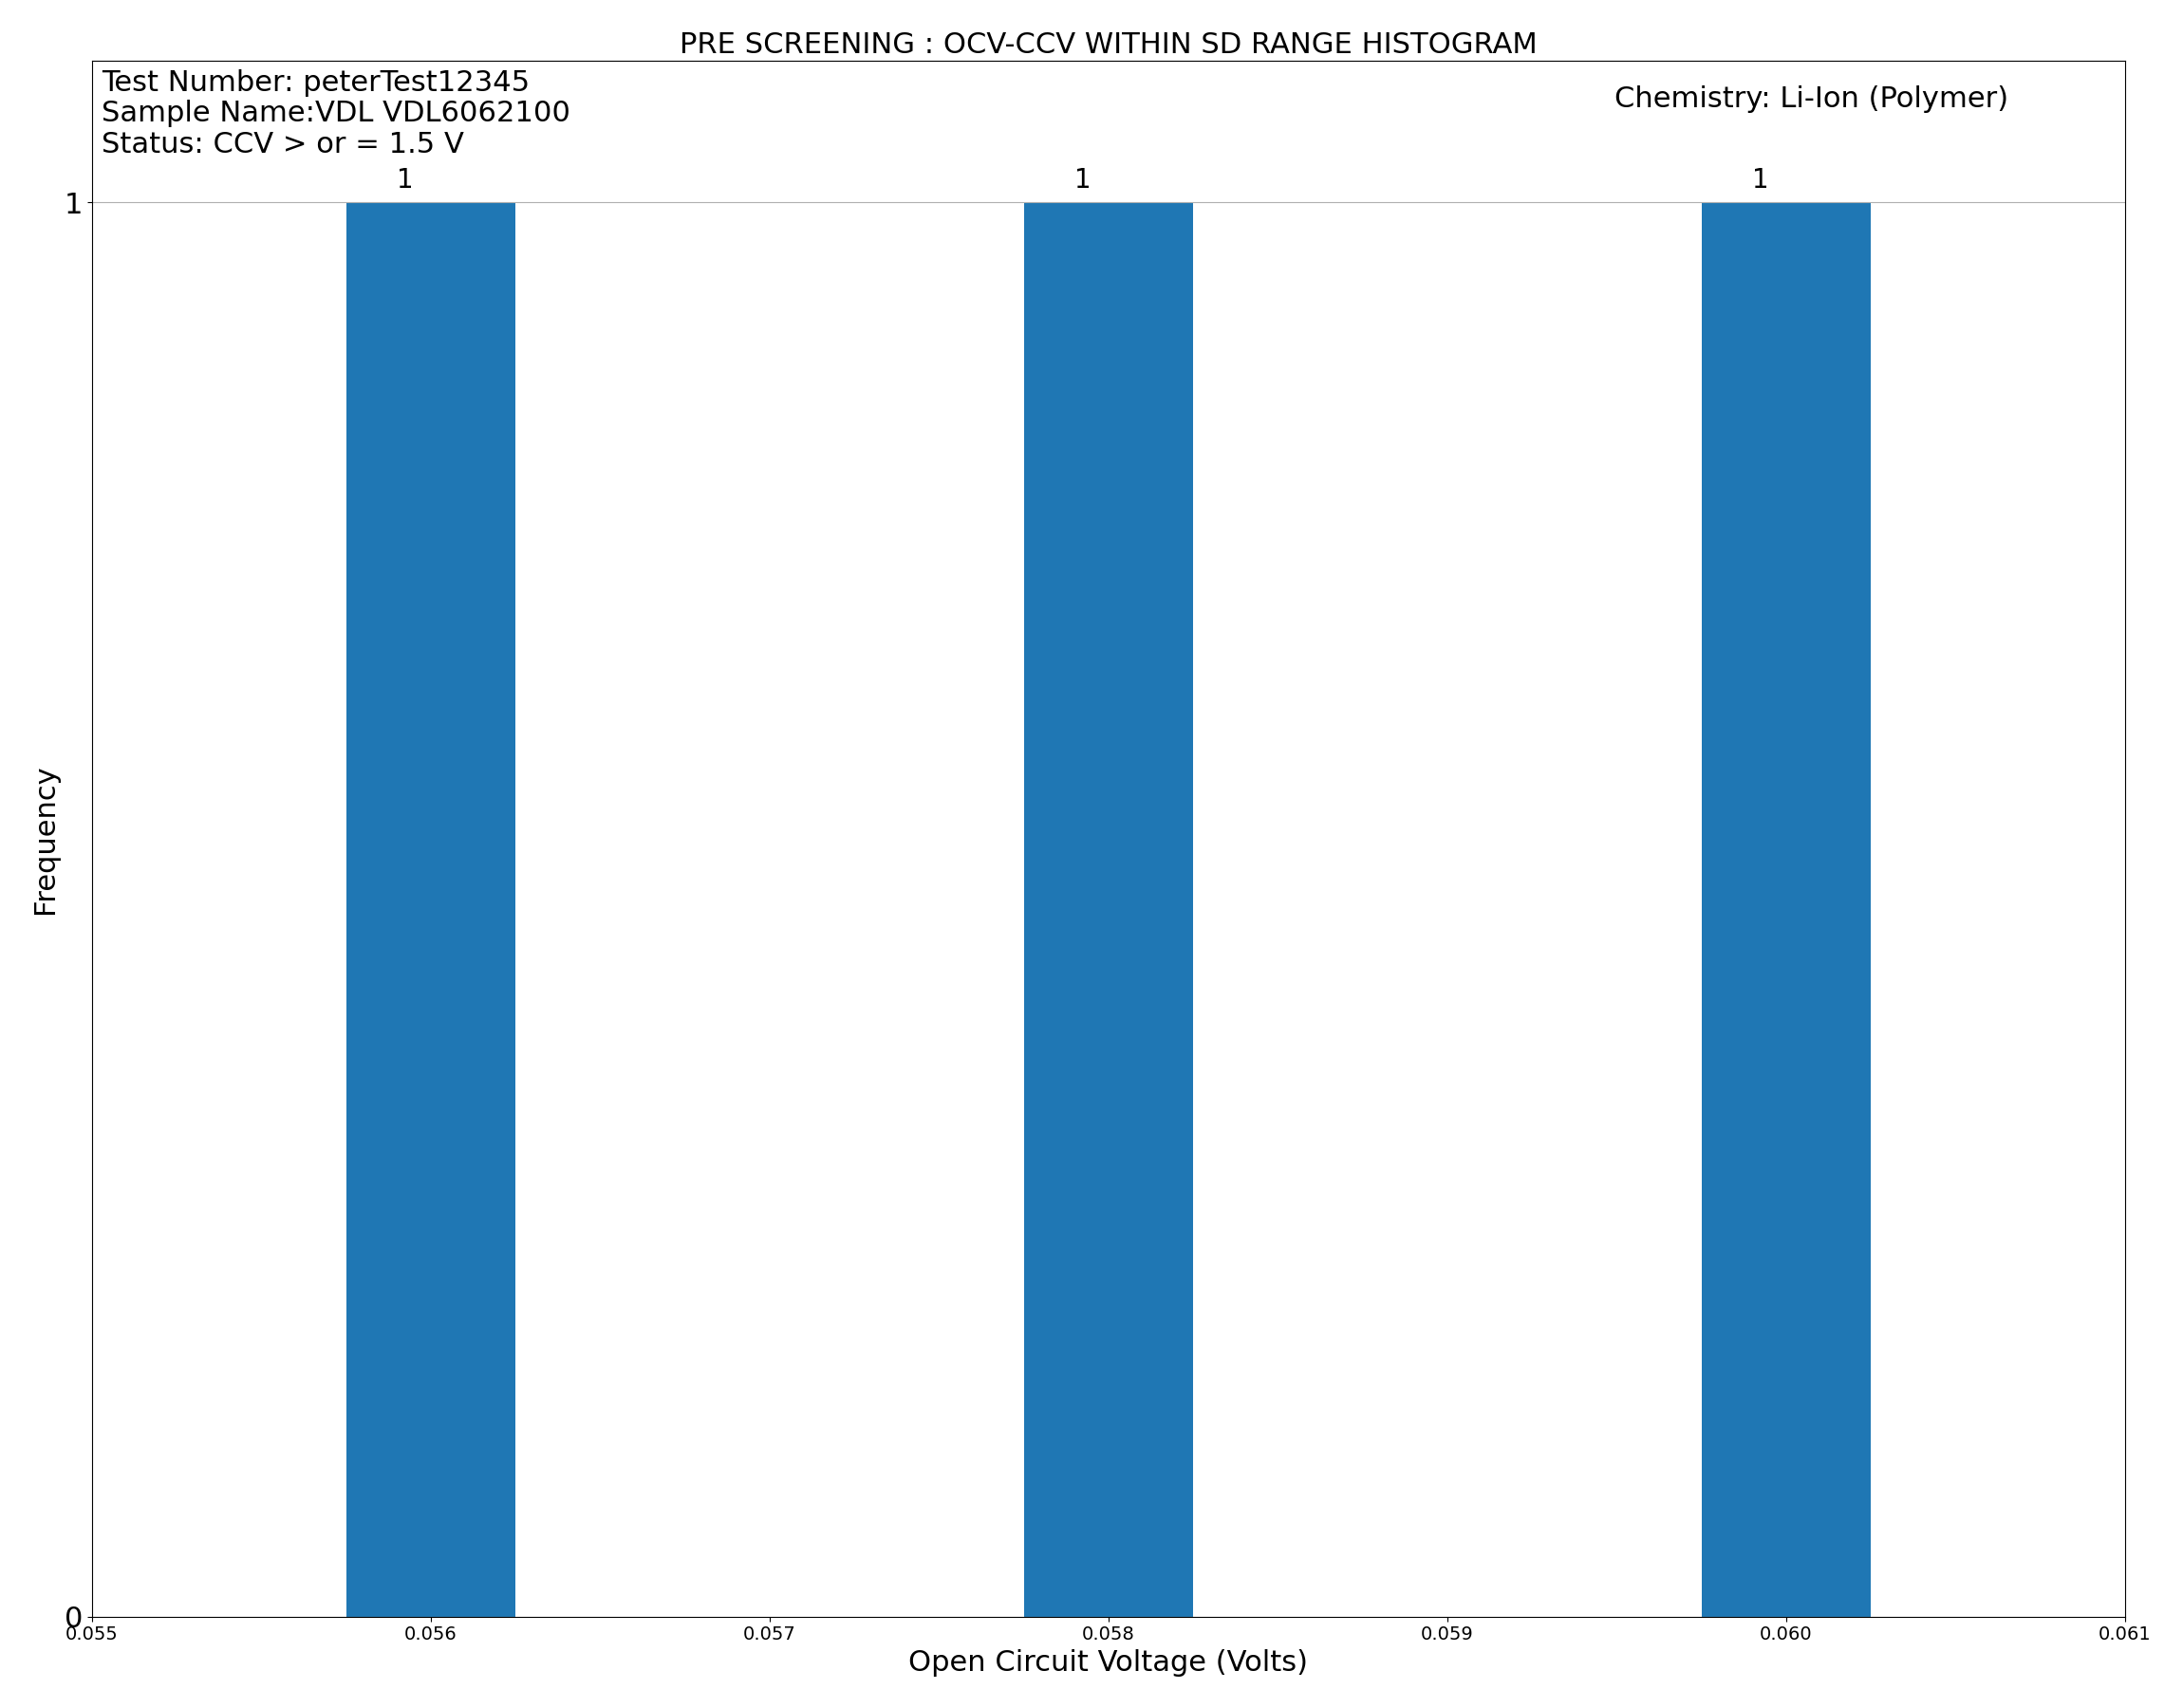 PRE SCREENING : OCV-CCV WITHIN SD RANGE HISTOGRAM
Test Number: peterTest12345
Sample Name:VDL VDL6062100
Status: CCV > or = 1.5 V
Chemistry: Li-Ion (Polymer)
1 1 1
1
Frequency
0
0.055 0.056 0.057 0.058 0.059 0.060 0.061
Open Circuit Voltage (Volts)